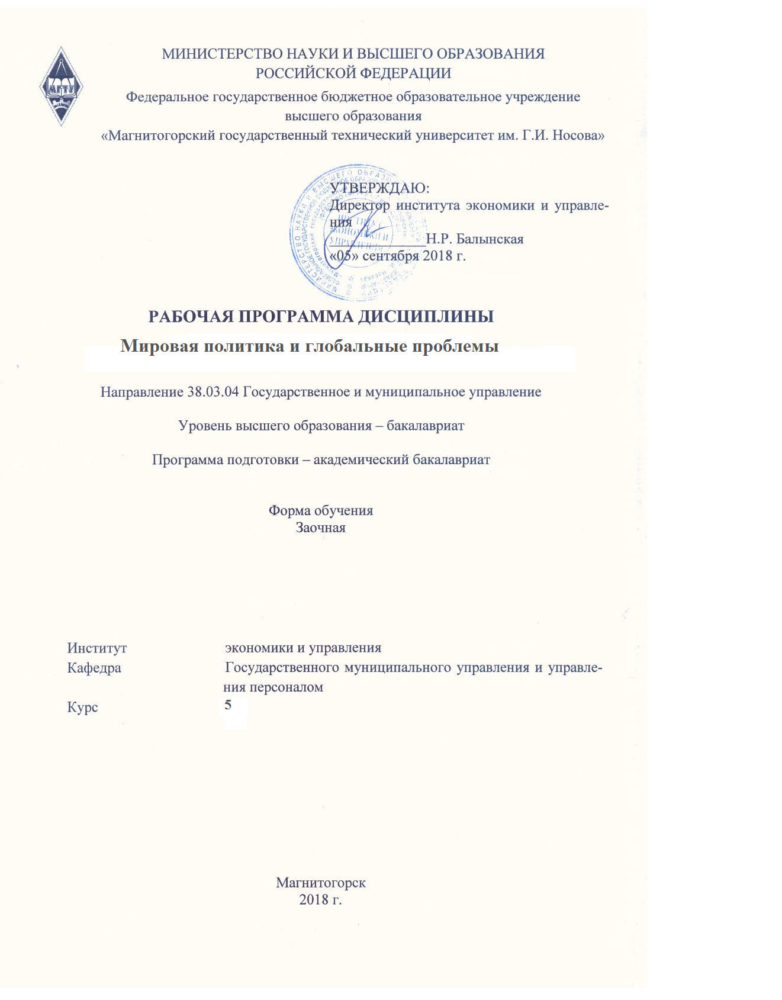 МИНИСТЕРСТВО НАУКИ И ВЫСШЕГО ОБРАЗОВАНИЯ
РОССИЙСКОЙ ФЕДЕРАЦИИ
Федеральное государственное бюджетное образовательное учреждение
высшего образования
«Магнитогорский государственный технический университет им. Г.И. Носова»
МГТУ
УТВЕРЖДАЮ:
Директор института экономики и управле-
ния
Н.Р. Балынская
«05» сентября 2018 г.
РАБОЧАЯ ПРОГРАММА ДИСЦИПЛИНЫ
Мировая политика и глобальные проблемы
Направление 38.03.04 Государственное и муниципальное управление
Уровень высшего образования – бакалавриат
Программа подготовки – академический бакалавриат
Форма обучения
Заочная
Институт экономики и управления
Кафедра Государственного муниципального управления и управле-
ния персоналом
Курс 5
Магнитогорск
2018 г.